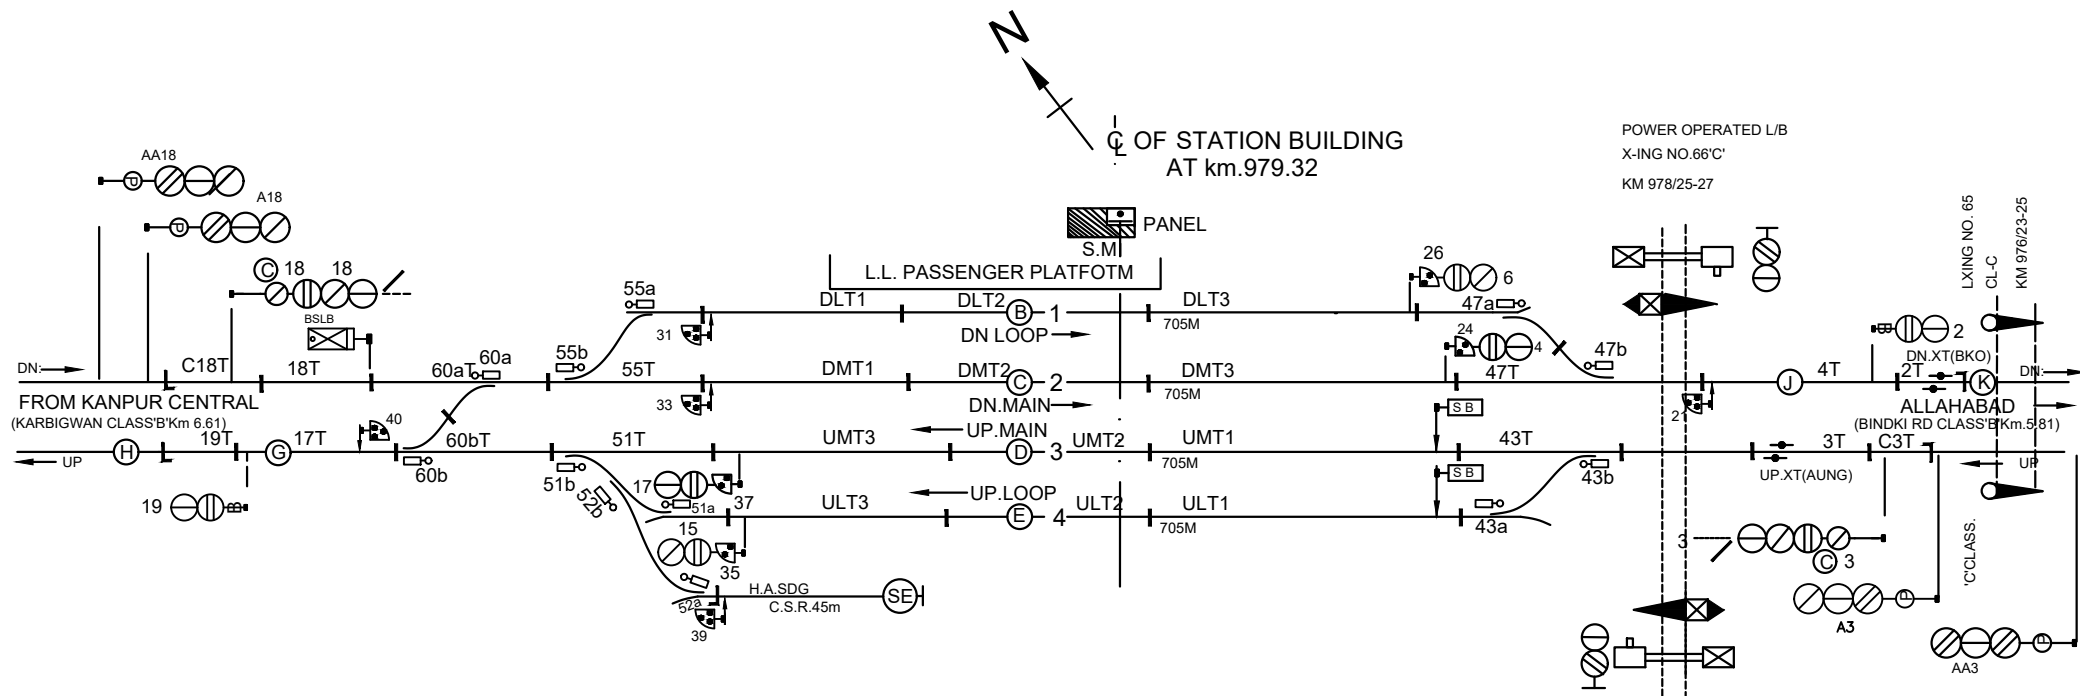 N
℄ OF STATION BUILDING
AT km.979.32
POWER OPERATED L/B
X-ING NO.66'C'
KM 978/25-27
AA18
P
A18
P
C 18 18
BSLB
PANEL
S.M
L.L. PASSENGER PLATFOTM
26
6
LXING NO. 65
CL-C
KM 976/23-25
55a
DLT1
DLT2
B
1
DLT3
47a
31
DN LOOP
705M
24
4
B
2
DN.XT(BKO)
DN:
C18T
18T
60aT
60a
55b
55T
DMT1
DMT2
C
2
DMT3
47T
47b
J
4T
2T
K
DN:
FROM KANPUR CENTRAL
(KARBIGWAN CLASS'B'Km 6.61)
33
DN.MAIN
705M
S B
21
ALLAHABAD
(BINDKI RD CLASS'B'Km.5.81)
40
UP.MAIN
H
19T
G
17T
60bT
51T
UMT3
D
3
UMT2
UMT1
43T
3T
C3T
UP
60b
51b
705M
S B
43b
UP.XT(AUNG)
UP
19
B
52b
17
51a
37
ULT3
UP.LOOP
E
4
ULT2
ULT1
705M
43a
15
35
3
C 3
'C'CLASS.
52a
H.A.SDG
C.S.R.45m
SE
39
P
A3
P
AA3